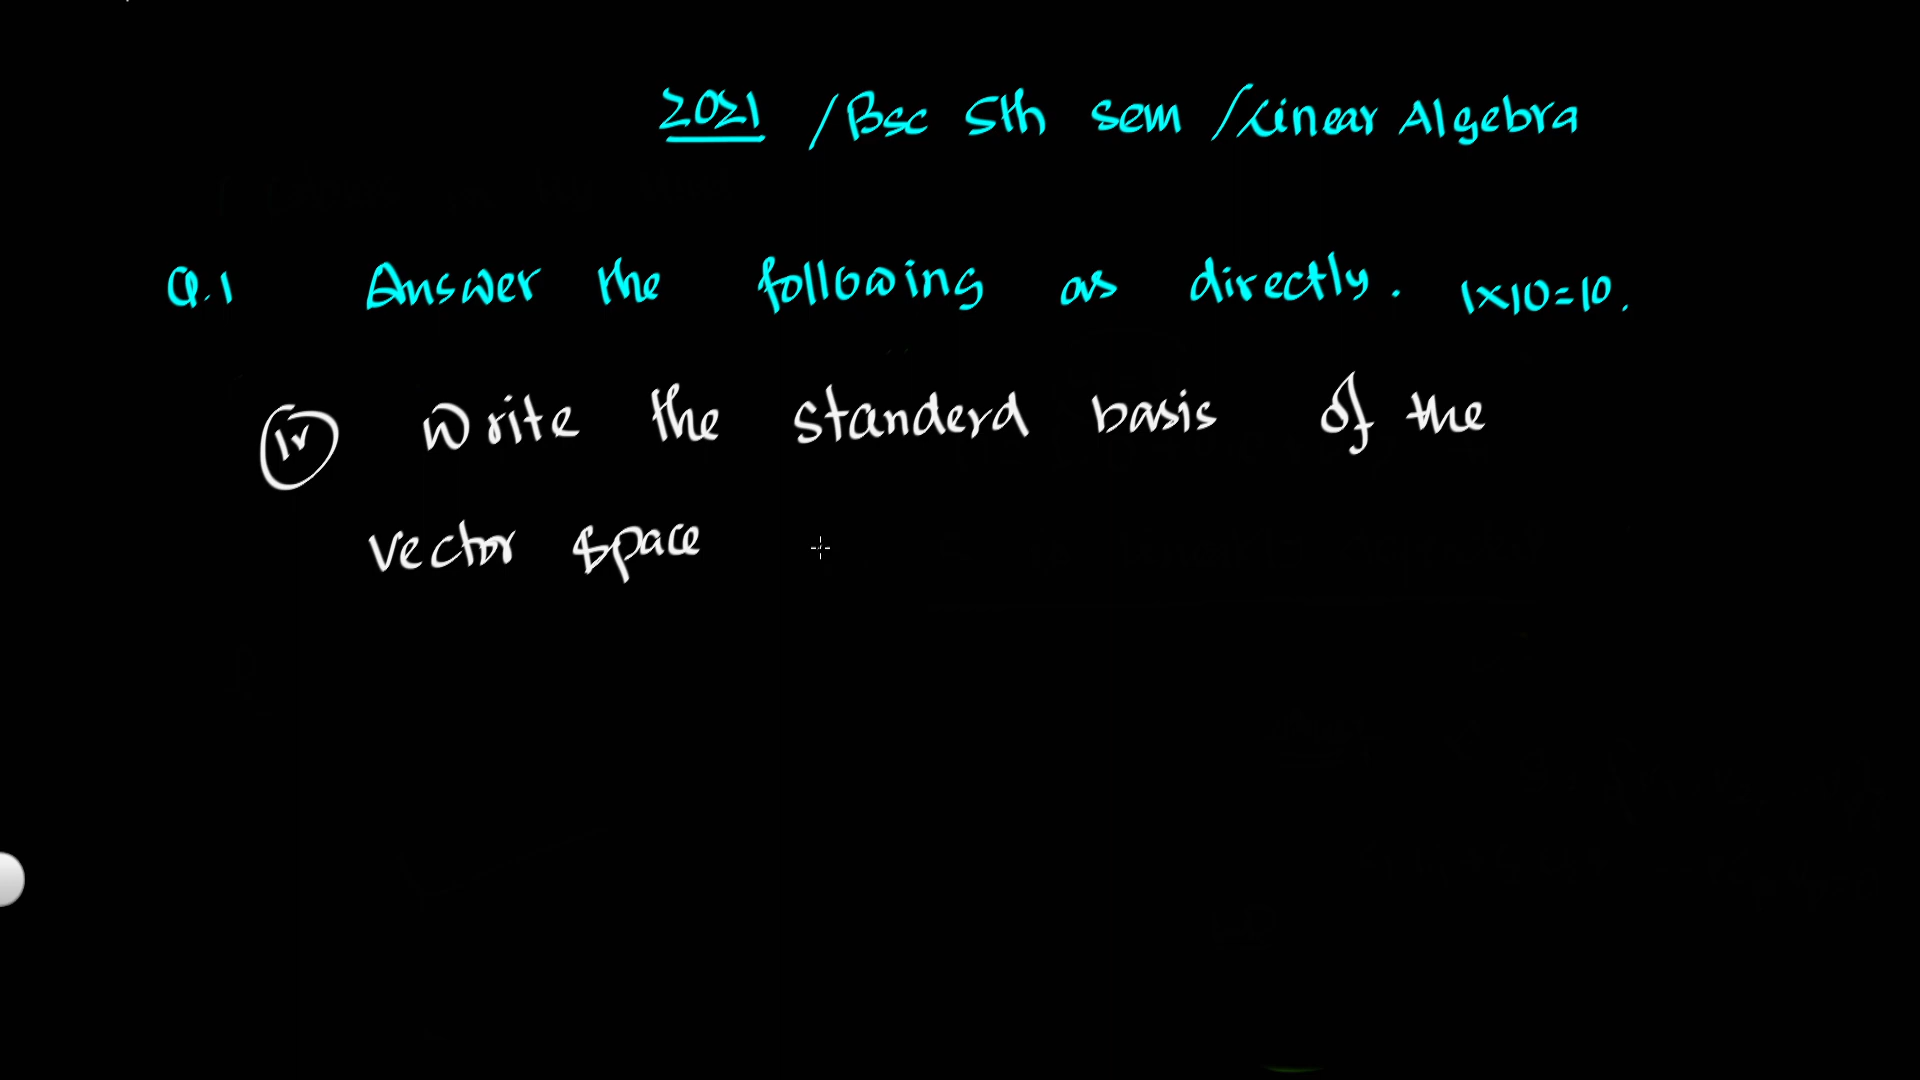 2021 / Bsc 5th sem / Linear Algebra
Q.1 Answer the following as directly. 1x10=10.
(iv) Write the standerd basis of the
vector space